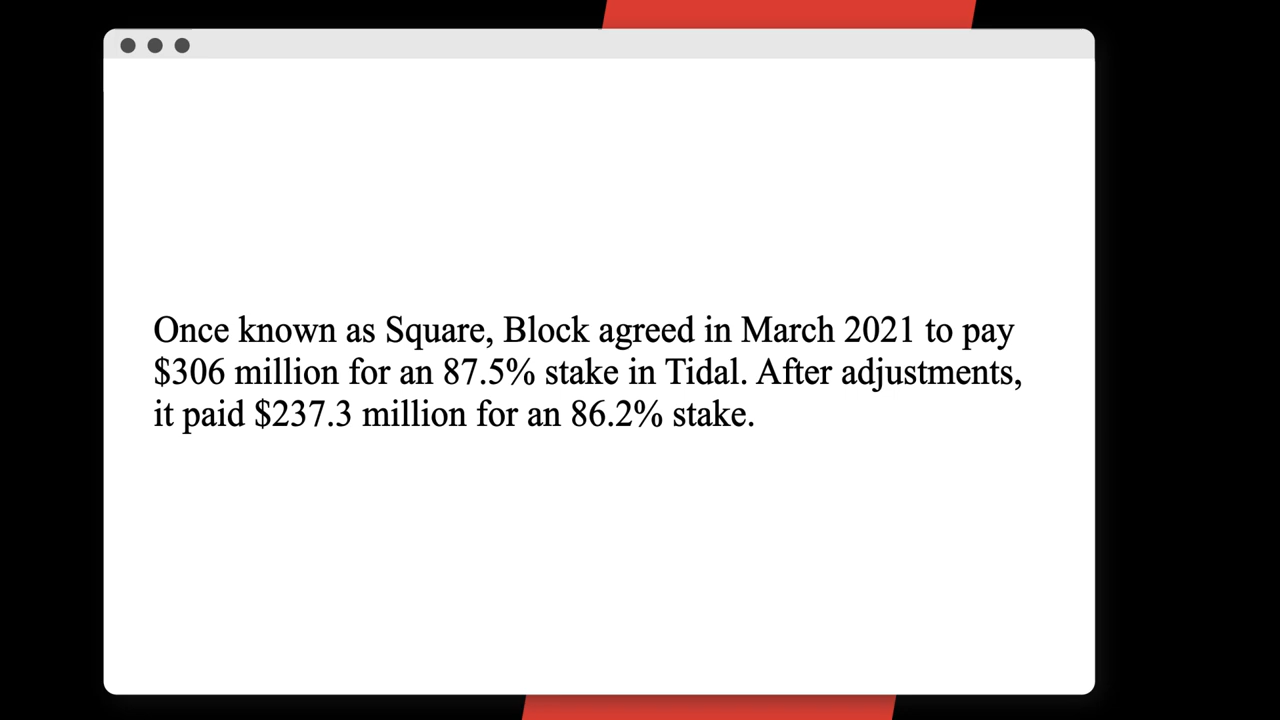 Once known as Square, Block agreed in March 2021 to pay
$306 million for an 87.5% stake in Tidal. After adjustments,
it paid $237.3 million for an 86.2% stake.